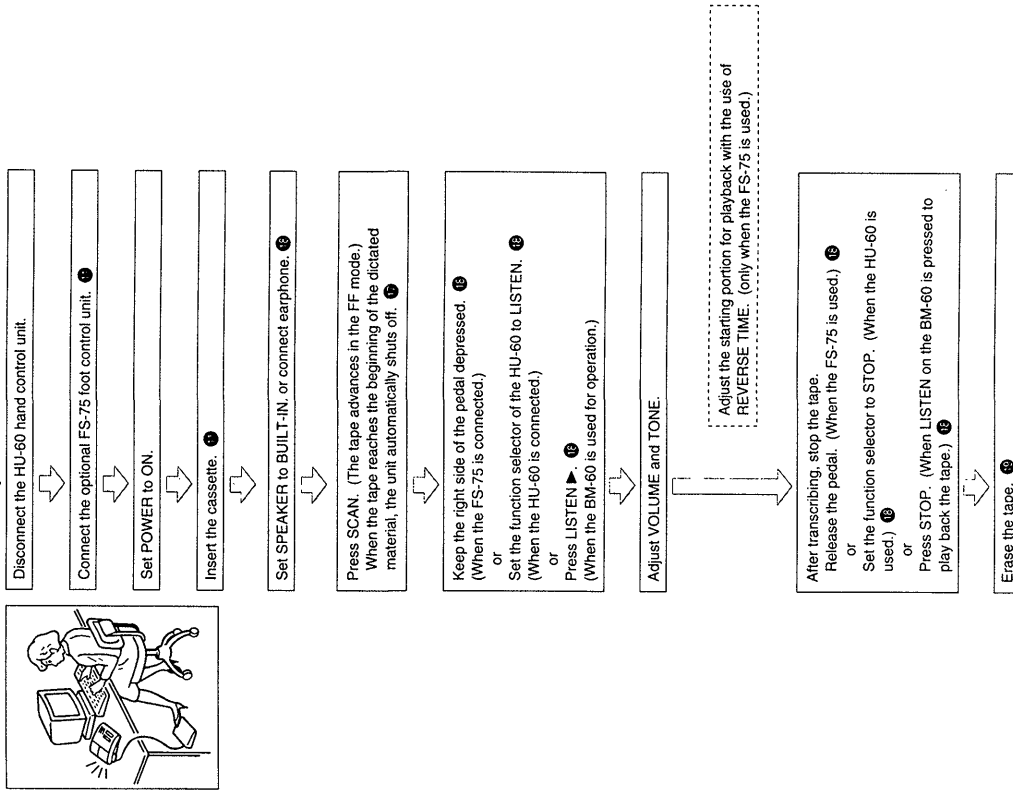 Disconnect the HU-60 hand control unit.
Connect the optional FS-75 foot control unit. ⓫
Set POWER to ON.
Insert the cassette. ⓫
Set SPEAKER to BUILT-IN, or connect earphone. ⓲
Press SCAN. (The tape advances in the FF mode.)
When the tape reaches the beginning of the dictated
material, the unit automatically shuts off. ⓱
Keep the right side of the pedal depressed. ⓲
(When the FS-75 is connected.)
or
Set the function selector of the HU-60 to LISTEN. ⓲
(When the HU-60 is connected.)
or
Press LISTEN ►. ⓲
(When the BM-60 is used for operation.)
Adjust VOLUME and TONE.
Adjust the starting portion for playback with the use of
REVERSE TIME. (only when the FS-75 is used.)
After transcribing, stop the tape.
Release the pedal. (When the FS-75 is used.) ⓲
or
Set the function selector to STOP. (When the HU-60 is
used.) ⓲
or
Press STOP. (When LISTEN on the BM-60 is pressed to
play back the tape.) ⓲
Erase the tape. ⓳